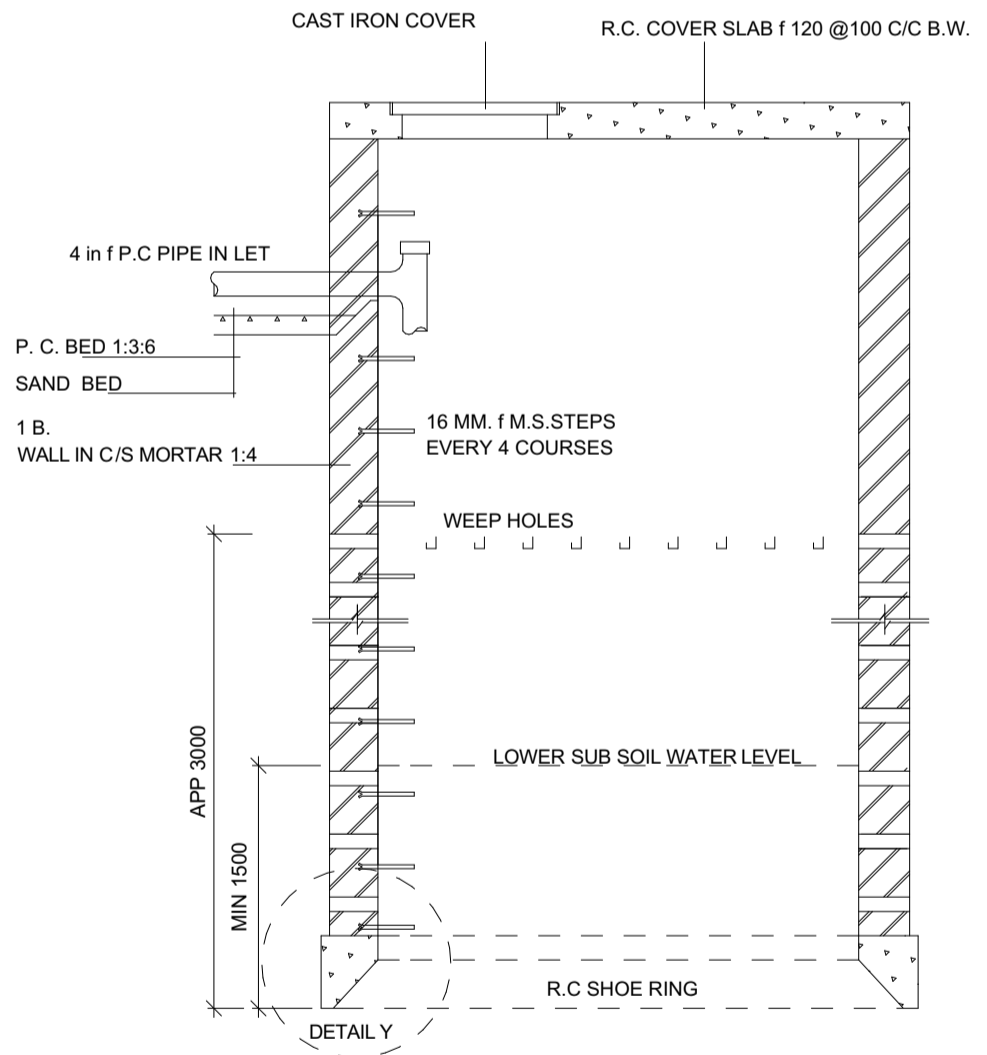 CAST IRON COVER
R.C. COVER SLAB f 120 @100 C/C B.W.
4 in f P.C PIPE IN LET
P. C. BED 1:3:6
SAND BED
1 B.
WALL IN C/S MORTAR 1:4
16 MM. f M.S.STEPS
EVERY 4 COURSES
WEEP HOLES
APP 3000
LOWER SUB SOIL WATER LEVEL
MIN 1500
R.C SHOE RING
DETAIL Y